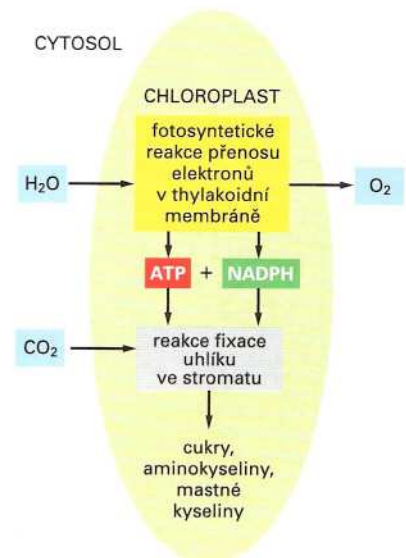 CYTOSOL
CHLOROPLAST
fotosyntetické
reakce přenosu
elektronů
v thylakoidní
membráně
H₂O
O₂
ATP + NADPH
CO₂
reakce fixace
uhlíku
ve stromatu
cukry,
aminokyseliny,
mastné
kyseliny